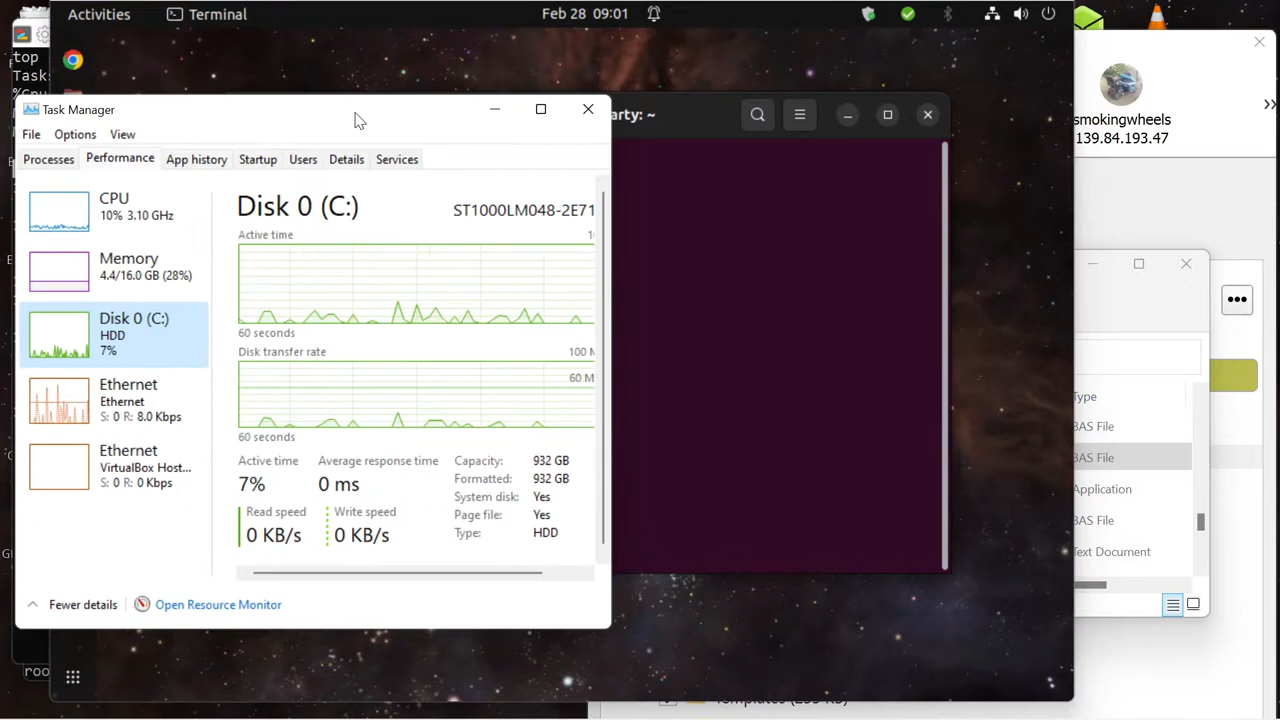 Activities Terminal Feb 28 09:01
top
Task
smokingwheels
139.84.193.47
arty: ~
Task Manager
File Options View
Processes Performance App history Startup Users Details Services
CPU
10% 3.10 GHz
Memory
4.4/16.0 GB (28%)
Disk 0 (C:)
HDD
7%
Ethernet
Ethernet
S: 0 R: 8.0 Kbps
Ethernet
VirtualBox Host...
S: 0 R: 0 Kbps
Disk 0 (C:) ST1000LM048-2E71
Active time
60 seconds
Disk transfer rate 100 M
60 M
60 seconds
Active time Average response time
7% 0 ms
Read speed Write speed
0 KB/s 0 KB/s
Capacity: 932 GB
Formatted: 932 GB
System disk: Yes
Page file: Yes
Type: HDD
Fewer details Open Resource Monitor
Type
BAS File
BAS File
Application
BAS File
Text Document
roo